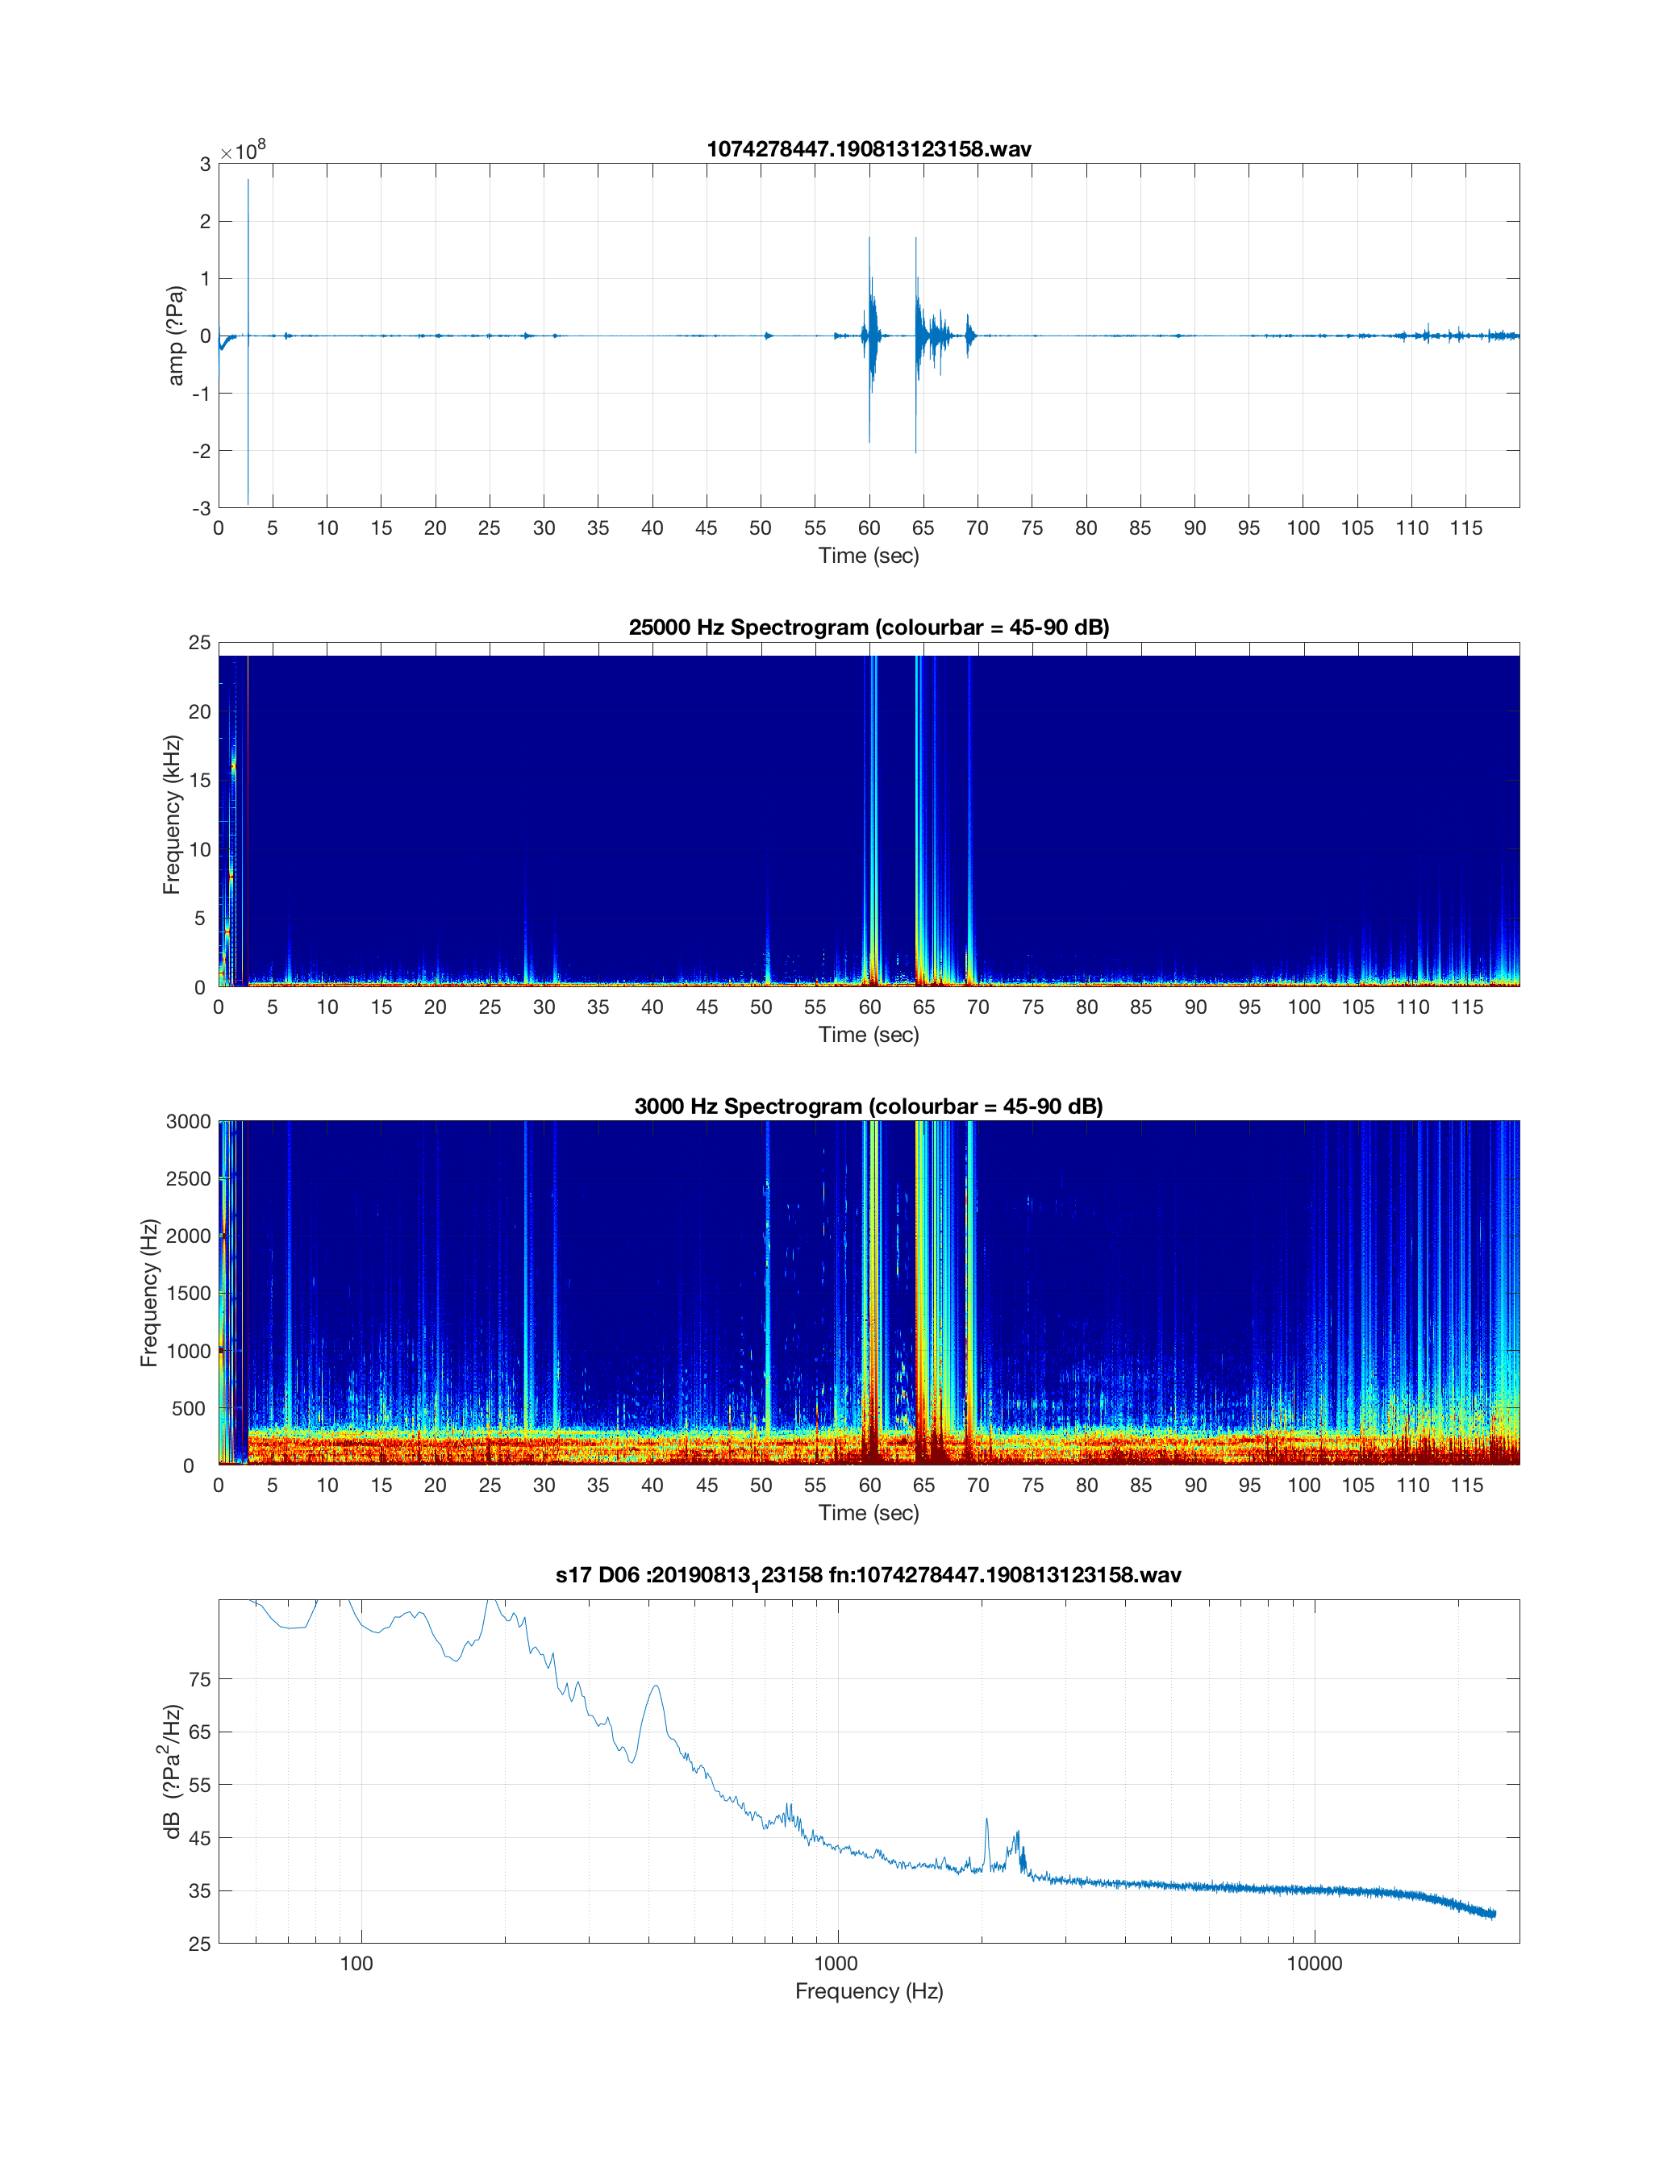 1074278447.190813123158.wav
×10^8
3
2
1
0
-1
-2
-3
amp (?Pa)
0 5 10 15 20 25 30 35 40 45 50 55 60 65 70 75 80 85 90 95 100 105 110 115
Time (sec)
25000 Hz Spectrogram (colourbar = 45-90 dB)
25
20
15
10
5
0
Frequency (kHz)
0 5 10 15 20 25 30 35 40 45 50 55 60 65 70 75 80 85 90 95 100 105 110 115
Time (sec)
3000 Hz Spectrogram (colourbar = 45-90 dB)
3000
2500
2000
1500
1000
500
0
Frequency (Hz)
0 5 10 15 20 25 30 35 40 45 50 55 60 65 70 75 80 85 90 95 100 105 110 115
Time (sec)
s17 D06 :20190813_123158 fn:1074278447.190813123158.wav
75
65
55
45
35
25
dB (?Pa²/Hz)
100 1000 10000
Frequency (Hz)